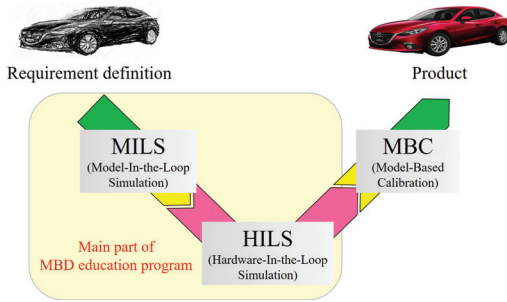 Requirement definition
Product
MILS
(Model-In-the-Loop
Simulation)
MBC
(Model-Based
Calibration)
Main part of
MBD education program
HILS
(Hardware-In-the-Loop
Simulation)